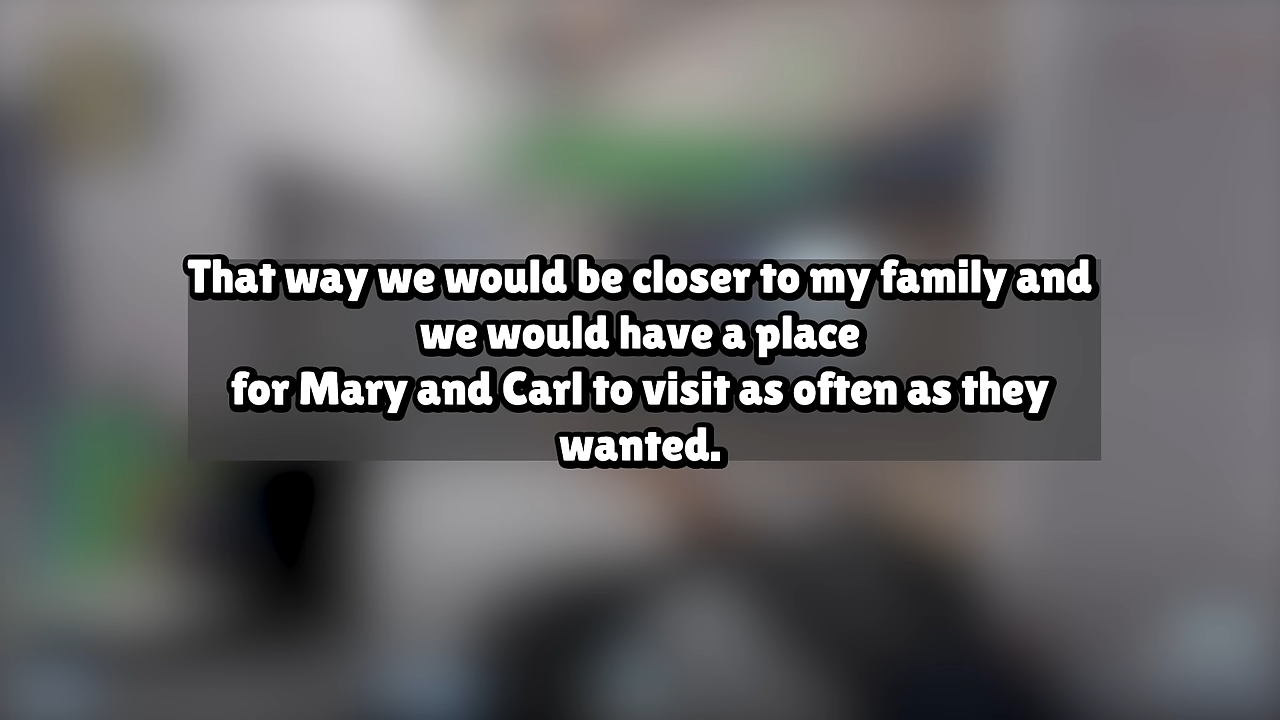 That way we would be closer to my family and
we would have a place
for Mary and Carl to visit as often as they
wanted.